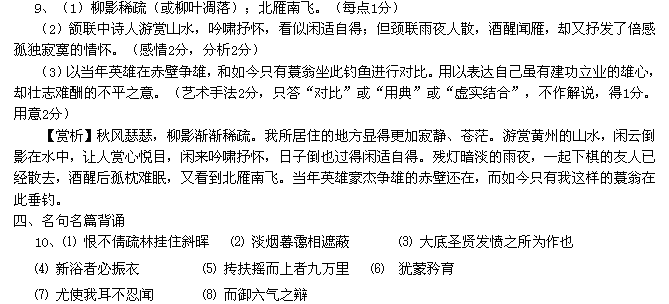 9、（1）柳影稀疏（或柳叶凋落）；北雁南飞。（每点1分）
（2）颔联中诗人游赏山水，吟啸抒怀，看似闲适自得；但颈联雨夜人散，酒醒闻雁，却又抒发了倍感
孤独寂寞的情怀。（感情2分，分析2分）
（3）以当年英雄在赤壁争雄，和如今只有蓑翁坐此钓鱼进行对比。用以表达自己虽有建功立业的雄心，
却壮志难酬的不平之意。（艺术手法2分，只答“对比”或“用典”或“虚实结合”，不作解说，得1分。
用意2分）
【赏析】秋风瑟瑟，柳影渐渐稀疏。我所居住的地方显得更加寂静、苍茫。游赏黄州的山水，闲云倒
影在水中，让人赏心悦目，闲来吟啸抒怀，日子倒也过得闲适自得。残灯暗淡的雨夜，一起下棋的友人已
经散去，酒醒后孤枕难眠，又看到北雁南飞。当年英雄豪杰争雄的赤壁还在，而如今只有我这样的蓑翁在
此垂钓。
四、名句名篇背诵
10、⑴ 恨不倩疏林挂住斜晖 ⑵ 淡烟暮霭相遮蔽 ⑶ 大底圣贤发愤之所为作也
⑷ 新浴者必振衣 ⑸ 抟扶摇而上者九万里 ⑹ 犹蒙矜育
⑺ 尤使我耳不忍闻 ⑻ 而御六气之辩